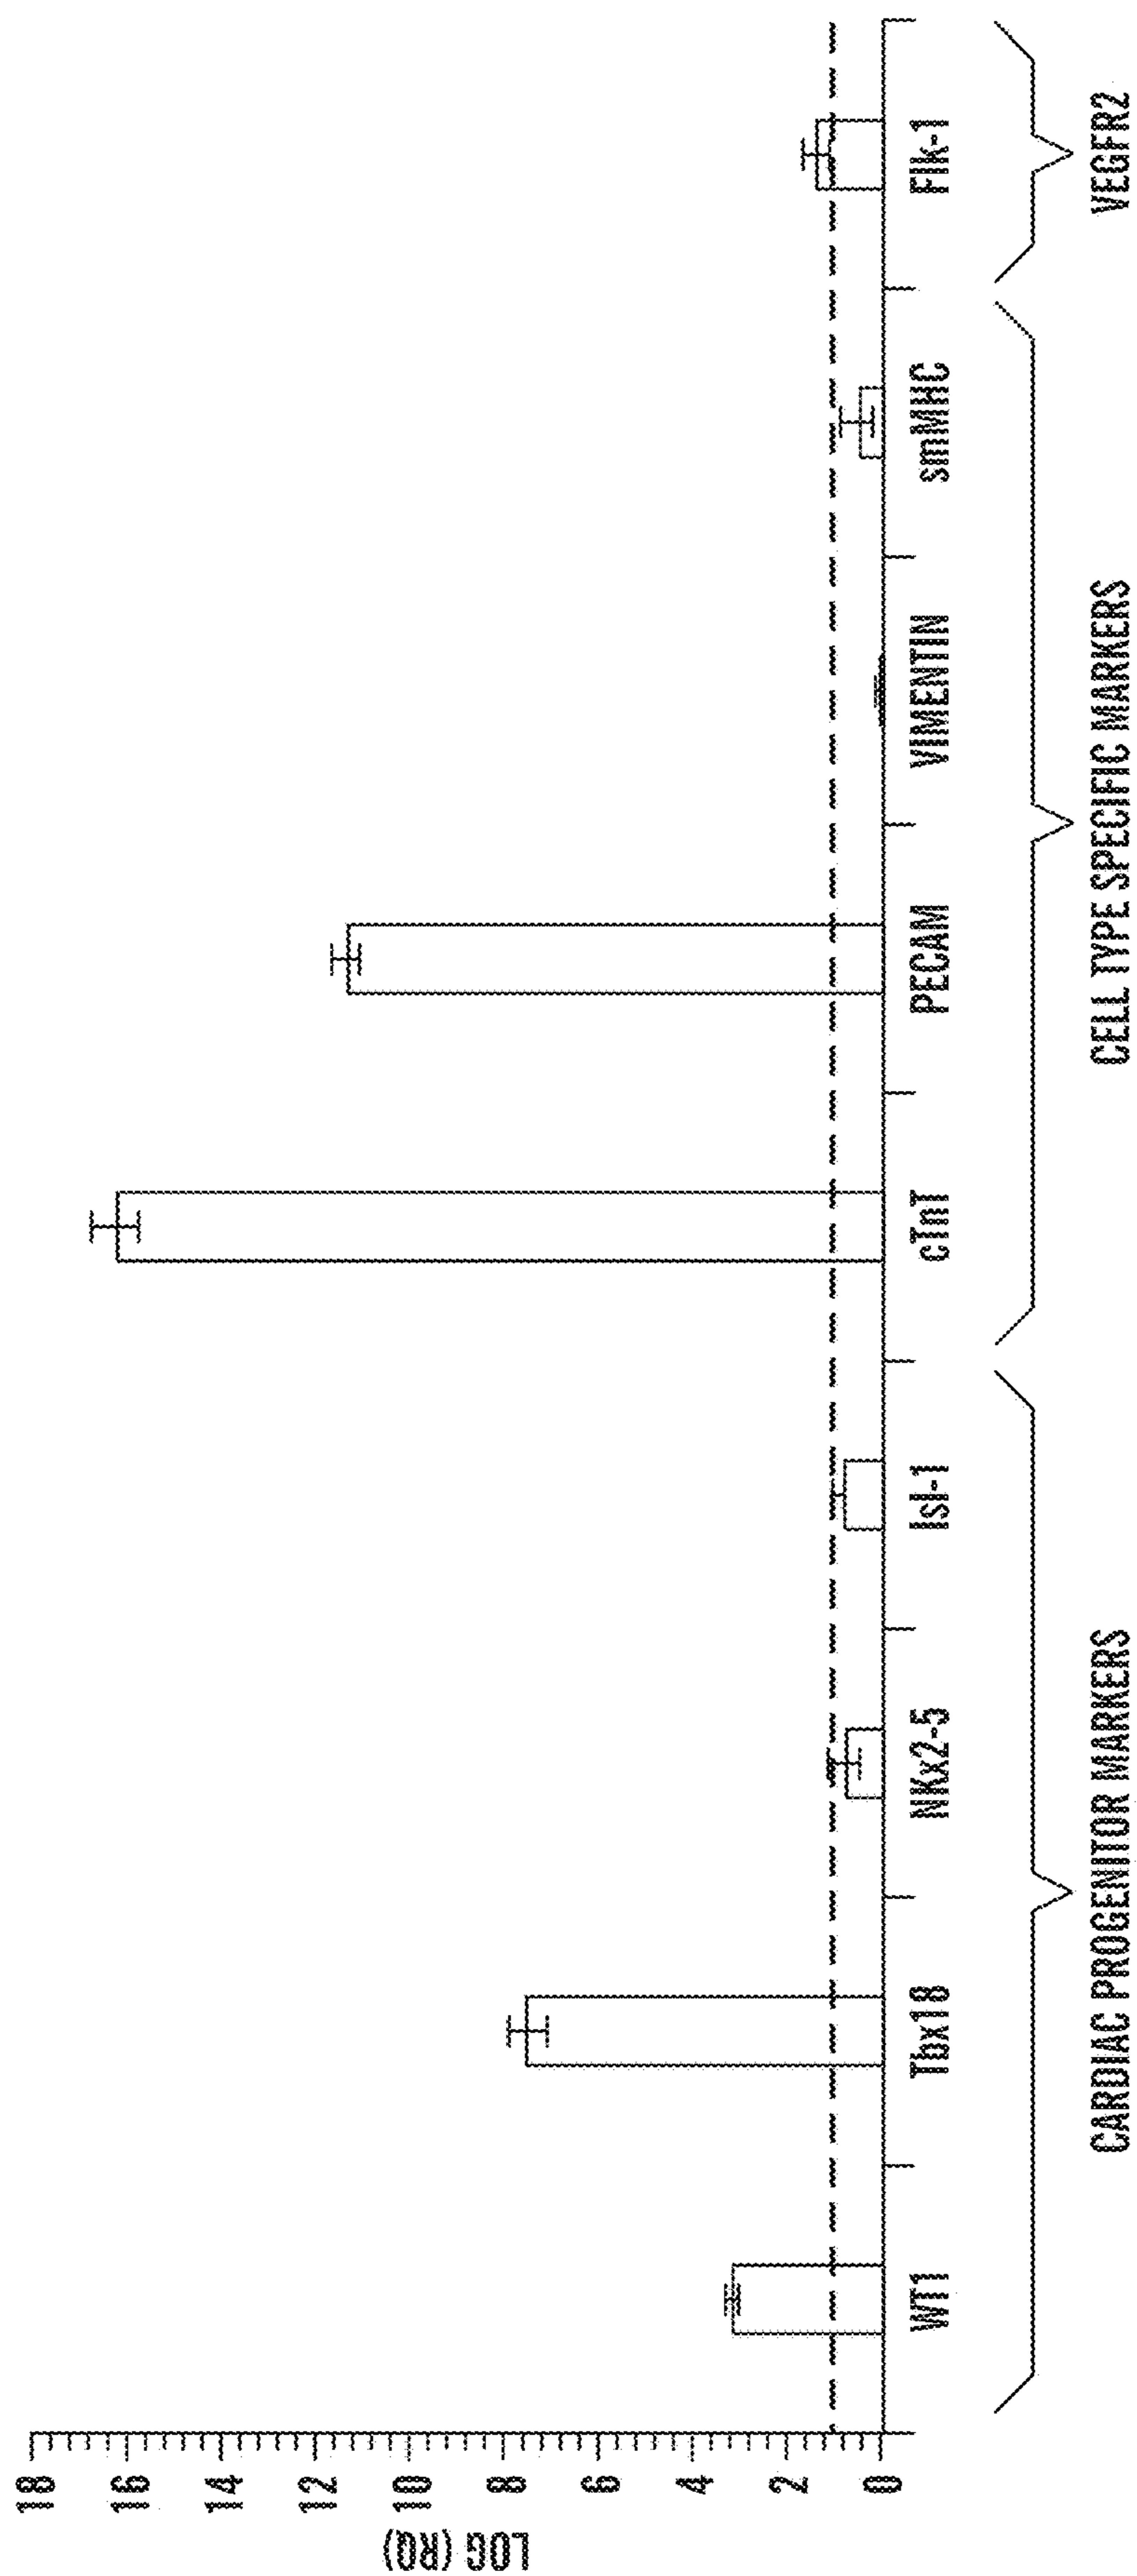 LOG (RQ)
18
16
14
12
10
8
6
4
2
0
WT1
Tbx18
NKx2-5
Isl-1
cTnT
PECAM
VIMENTIN
smMHC
Flk-1
CARDIAC PROGENITOR MARKERS
CELL TYPE SPECIFIC MARKERS
VEGFR2